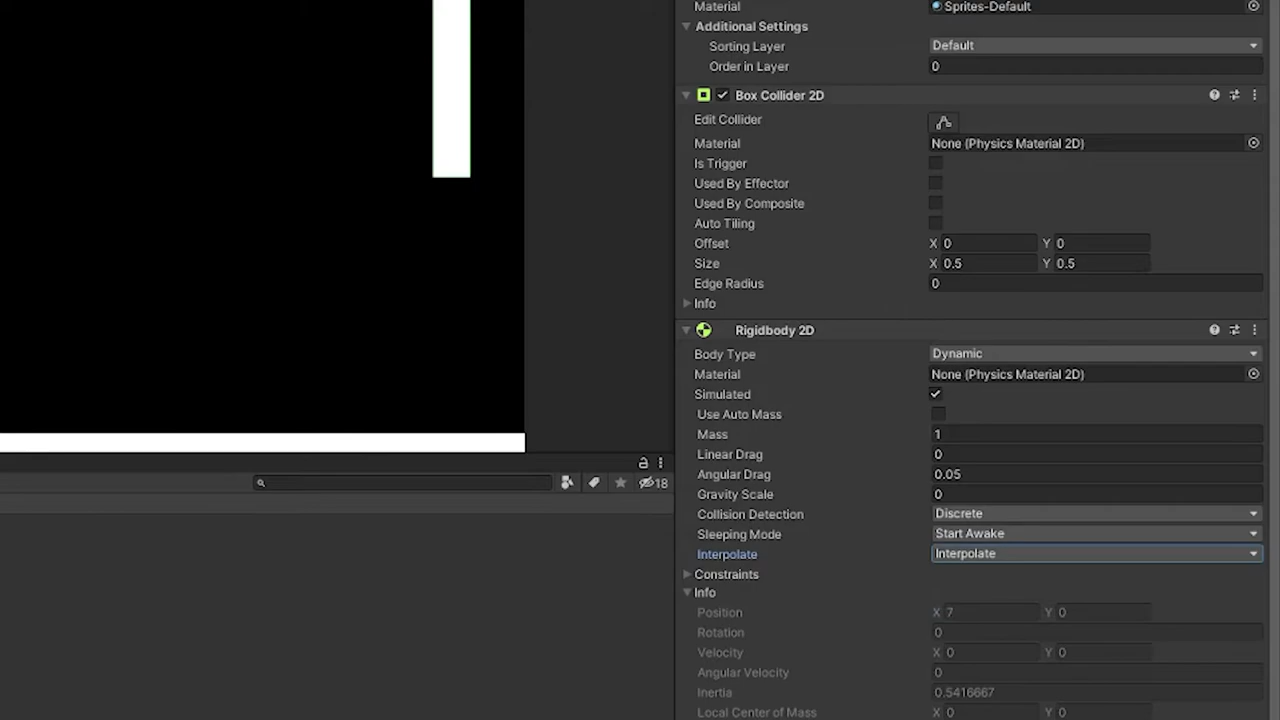 Material Sprites-Default
Additional Settings
Sorting Layer Default
Order in Layer 0
Box Collider 2D
Edit Collider
Material None (Physics Material 2D)
Is Trigger
Used By Effector
Used By Composite
Auto Tiling
Offset X 0 Y 0
Size X 0.5 Y 0.5
Edge Radius 0
Info
Rigidbody 2D
Body Type Dynamic
Material None (Physics Material 2D)
Simulated
Use Auto Mass
Mass 1
Linear Drag 0
Angular Drag 0.05
Gravity Scale 0
Collision Detection Discrete
Sleeping Mode Start Awake
Interpolate Interpolate
Constraints
Info
Position X 7 Y 0
Rotation 0
Velocity X 0 Y 0
Angular Velocity 0
Inertia 0.5416667
Local Center of Mass X 0 Y 0
18